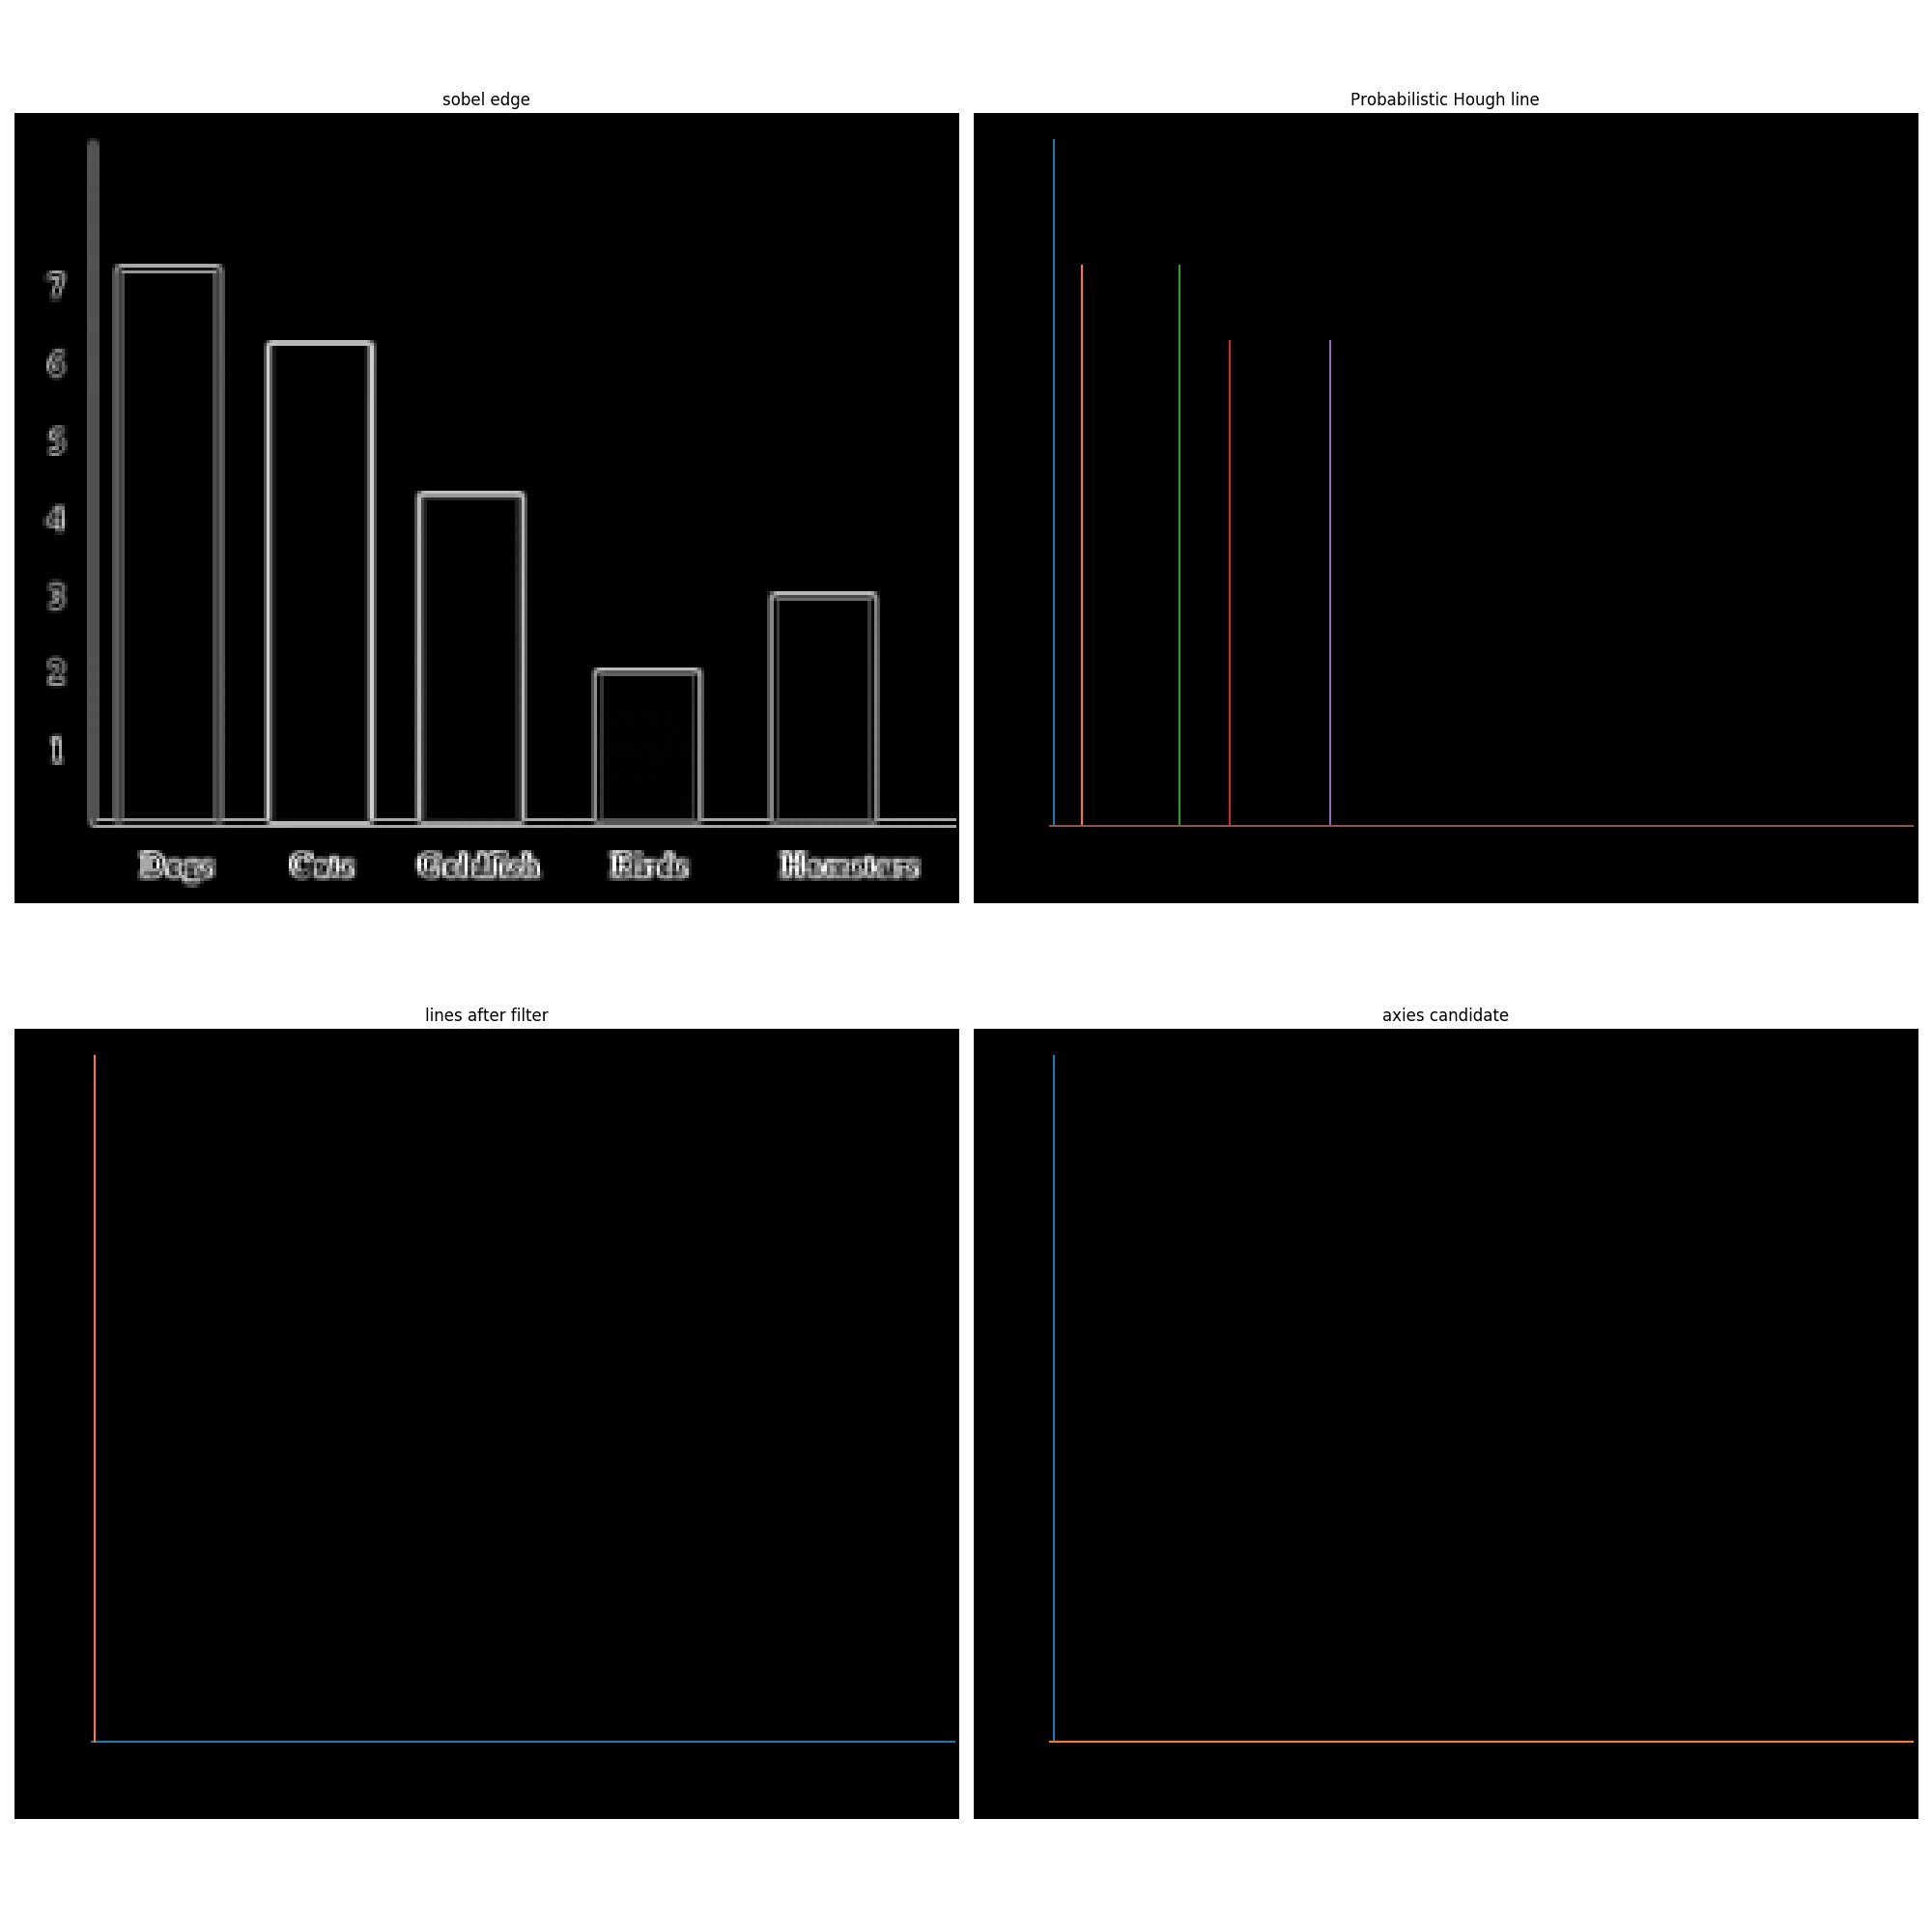 sobel edge
Probabilistic Hough line
7
6
5
4
3
2
1
Dogs Cats Goldfish Birds Hamsters
lines after filter
axies candidate